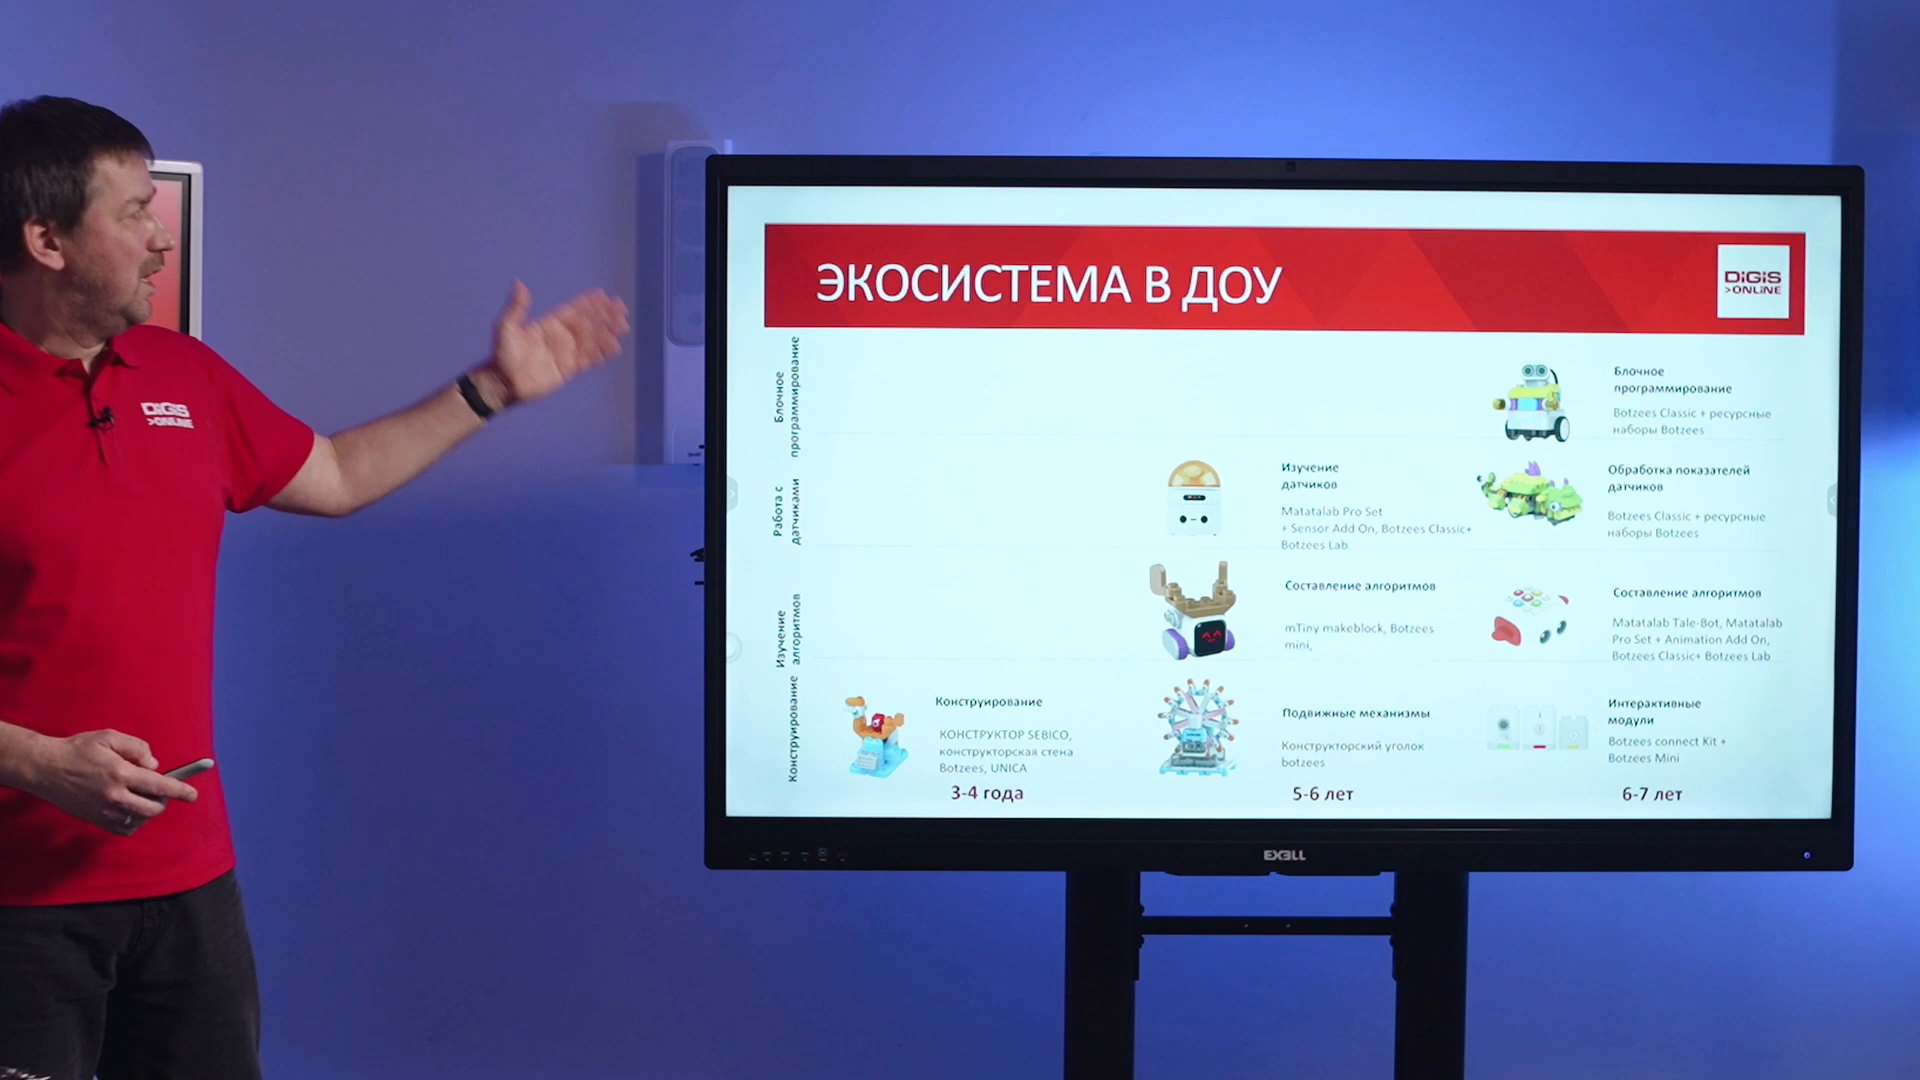 ЭКОСИСТЕМА В ДОУ
DiGiS
>ONLiNE
DiGiS
>ONLiNE
Блочное
программирование
Блочное
программирование
Botzees Classic + ресурсные
наборы Botzees
Работа с
датчиками
Изучение
датчиков
Matatalab Pro Set
+ Sensor Add On, Botzees Classic+
Botzees Lab
Обработка показателей
датчиков
Botzees Classic + ресурсные
наборы Botzees
Изучение
алгоритмов
Составление алгоритмов
mTiny makeblock, Botzees
mini,
Составление алгоритмов
Matatalab Tale-Bot, Matatalab
Pro Set + Animation Add On,
Botzees Classic+ Botzees Lab
Конструирование
Конструирование
КОНСТРУКТОР SEBICO,
конструкторская стена
Botzees, UNICA
3-4 года
Подвижные механизмы
Конструкторский уголок
botzees
5-6 лет
Интерактивные
модули
Botzees connect Kit +
Botzees Mini
6-7 лет
EXELL